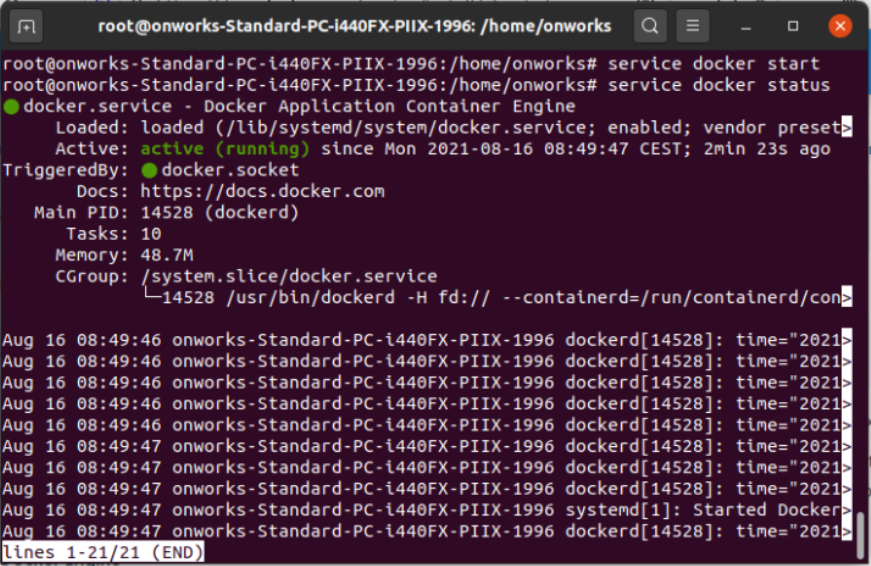 root@onworks-Standard-PC-i440FX-PIIX-1996: /home/onworks
root@onworks-Standard-PC-i440FX-PIIX-1996:/home/onworks# service docker start
root@onworks-Standard-PC-i440FX-PIIX-1996:/home/onworks# service docker status
● docker.service - Docker Application Container Engine
Loaded: loaded (/lib/systemd/system/docker.service; enabled; vendor preset>
Active: active (running) since Mon 2021-08-16 08:49:47 CEST; 2min 23s ago
TriggeredBy: ● docker.socket
Docs: https://docs.docker.com
Main PID: 14528 (dockerd)
Tasks: 10
Memory: 48.7M
CGroup: /system.slice/docker.service
└─14528 /usr/bin/dockerd -H fd:// --containerd=/run/containerd/con>
Aug 16 08:49:46 onworks-Standard-PC-i440FX-PIIX-1996 dockerd[14528]: time="2021>
Aug 16 08:49:46 onworks-Standard-PC-i440FX-PIIX-1996 dockerd[14528]: time="2021>
Aug 16 08:49:46 onworks-Standard-PC-i440FX-PIIX-1996 dockerd[14528]: time="2021>
Aug 16 08:49:46 onworks-Standard-PC-i440FX-PIIX-1996 dockerd[14528]: time="2021>
Aug 16 08:49:46 onworks-Standard-PC-i440FX-PIIX-1996 dockerd[14528]: time="2021>
Aug 16 08:49:47 onworks-Standard-PC-i440FX-PIIX-1996 dockerd[14528]: time="2021>
Aug 16 08:49:47 onworks-Standard-PC-i440FX-PIIX-1996 dockerd[14528]: time="2021>
Aug 16 08:49:47 onworks-Standard-PC-i440FX-PIIX-1996 dockerd[14528]: time="2021>
Aug 16 08:49:47 onworks-Standard-PC-i440FX-PIIX-1996 systemd[1]: Started Docker>
Aug 16 08:49:47 onworks-Standard-PC-i440FX-PIIX-1996 dockerd[14528]: time="2021>
lines 1-21/21 (END)